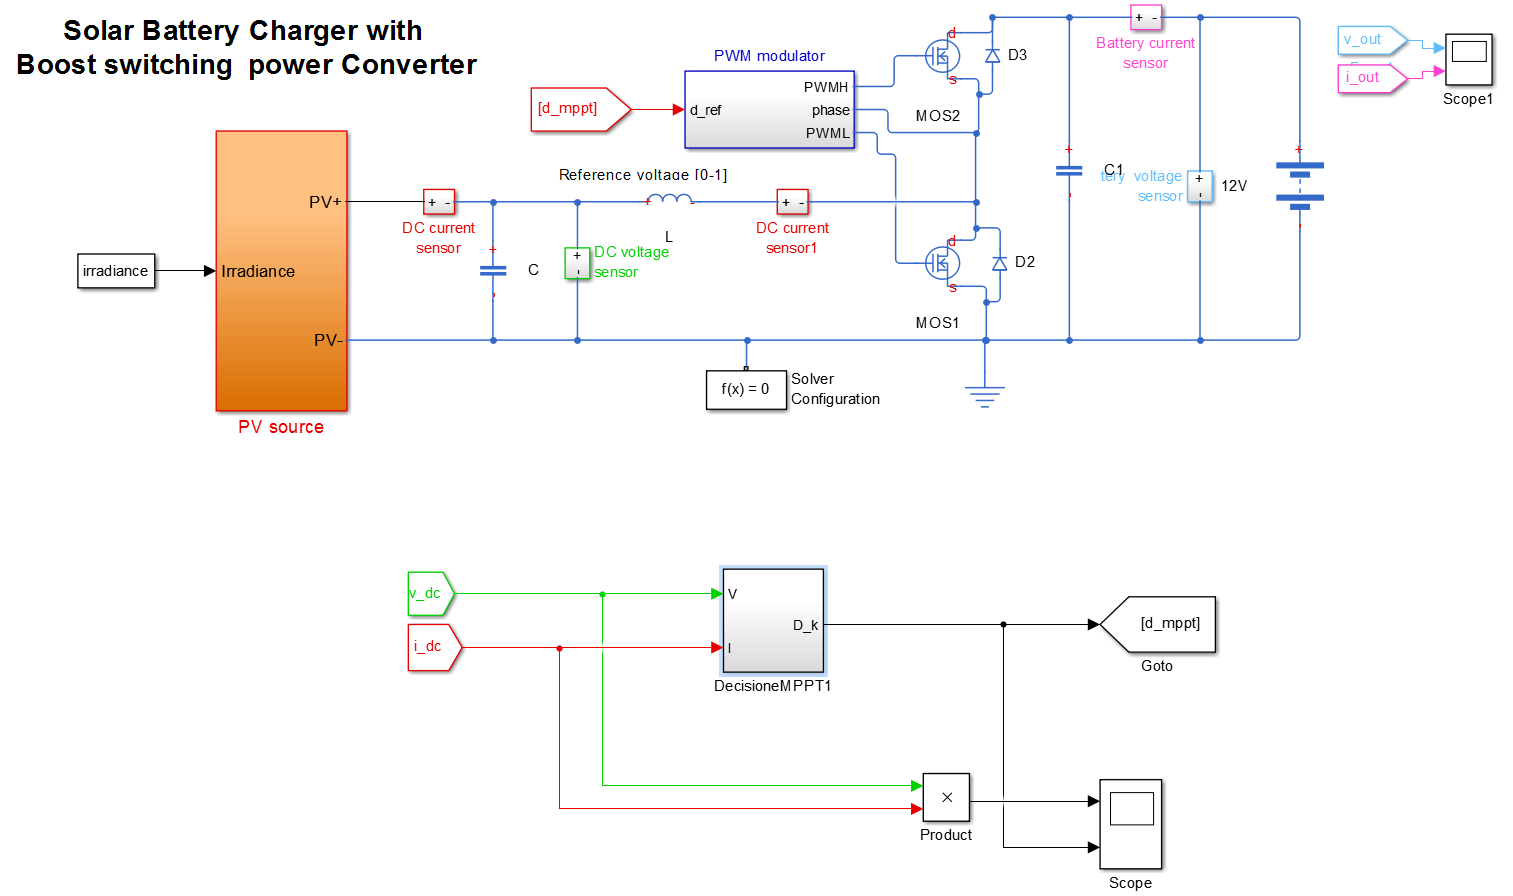 Solar Battery Charger with
Boost switching power Converter
PWM modulator
[d_mppt]
d_ref
PWMH
phase
PWML
d
s
D3
MOS2
Battery current
sensor
v_out
i_out
Scope1
Reference voltage [0-1]
PV+
+ -
DC current
sensor
+
-
C
+
-
DC voltage
sensor
+ -
L
+ -
DC current
sensor1
d
s
D2
MOS1
+
-
C1
tery voltage
sensor
+
-
12V
+
-
+ -
irradiance
Irradiance
PV-
PV source
f(x) = 0
Solver
Configuration
v_dc
i_dc
V
I
D_k
DecisioneMPPT1
[d_mppt]
Goto
×
Product
Scope